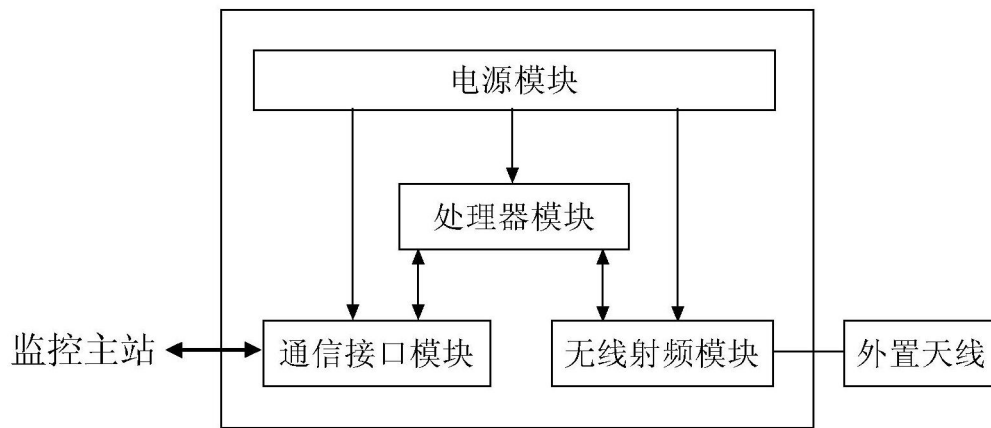 电源模块
处理器模块
监控主站
通信接口模块
无线射频模块
外置天线